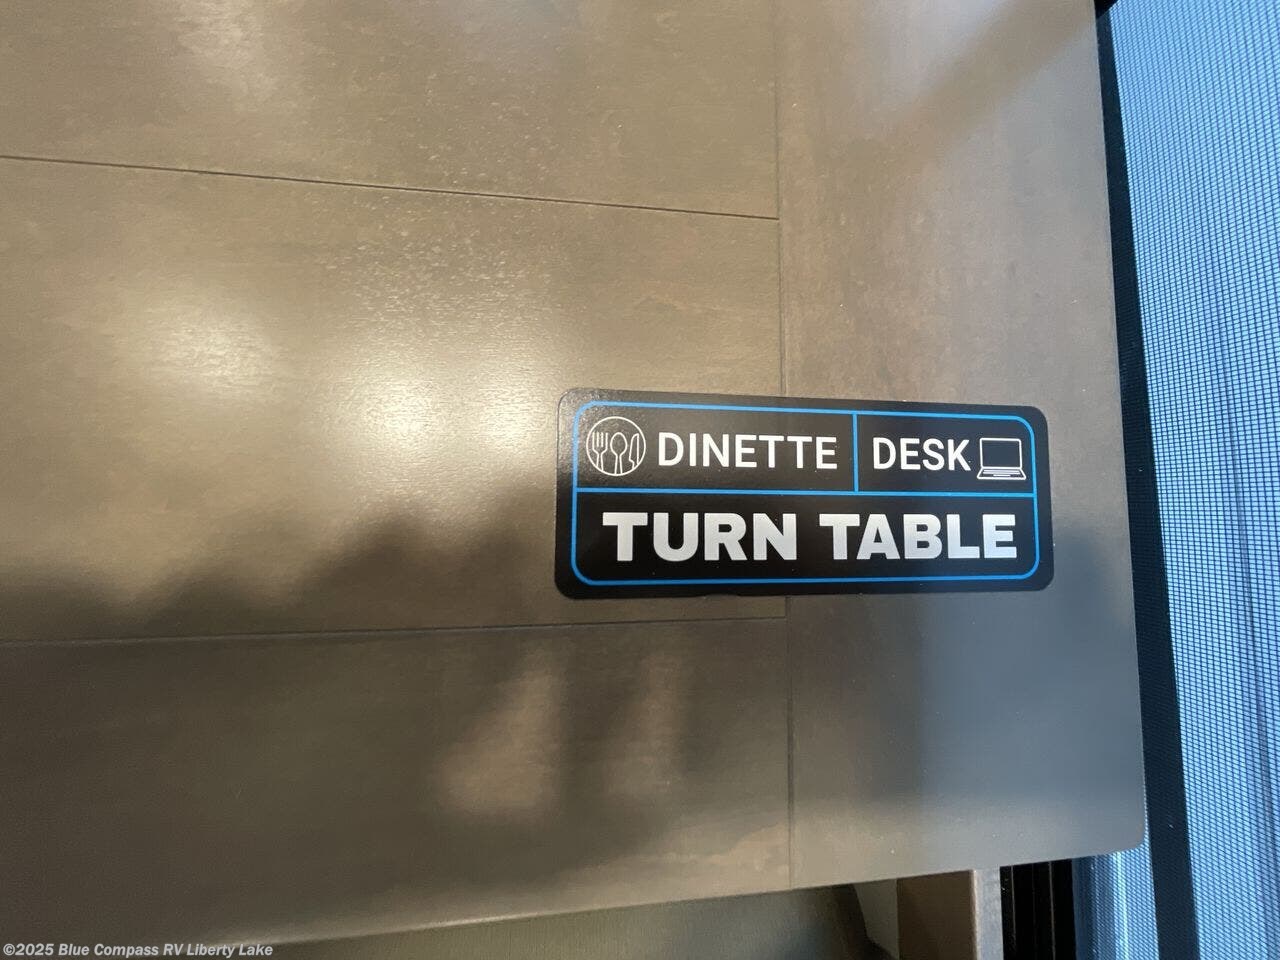 DINETTE DESK
TURN TABLE
©2025 Blue Compass RV Liberty Lake